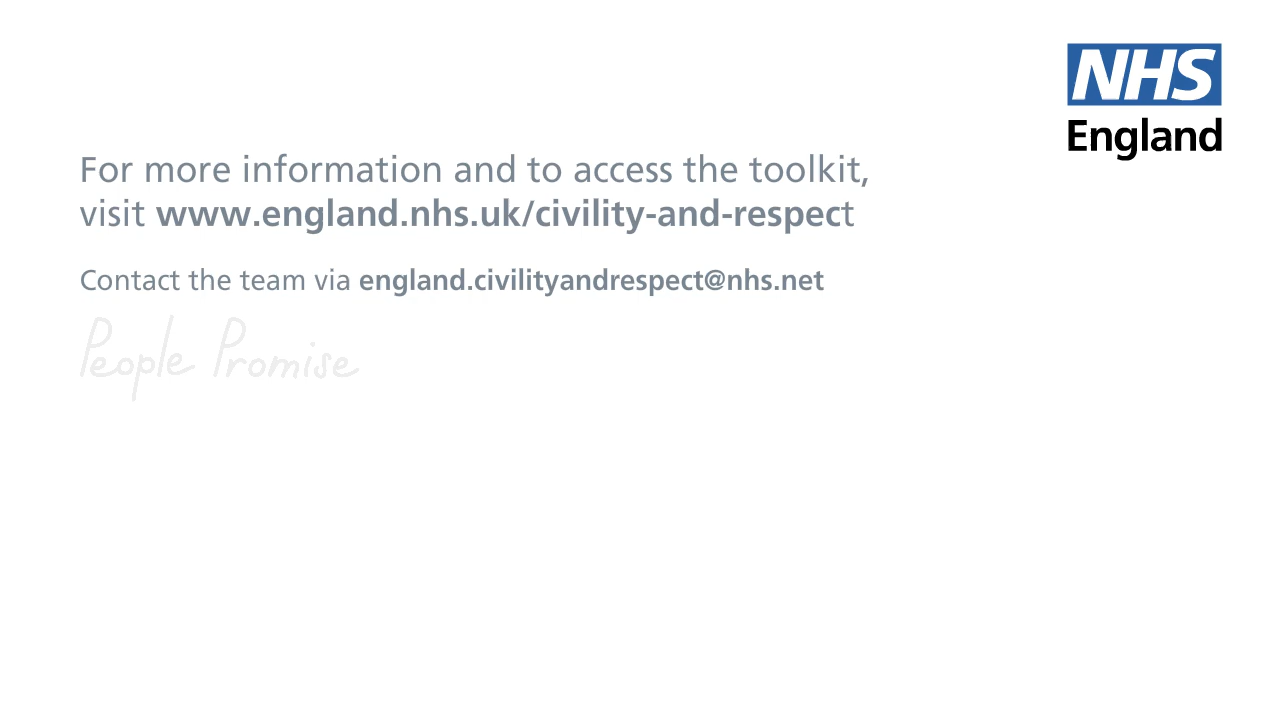 NHS
England
For more information and to access the toolkit,
visit www.england.nhs.uk/civility-and-respect
Contact the team via england.civilityandrespect@nhs.net
People Promise